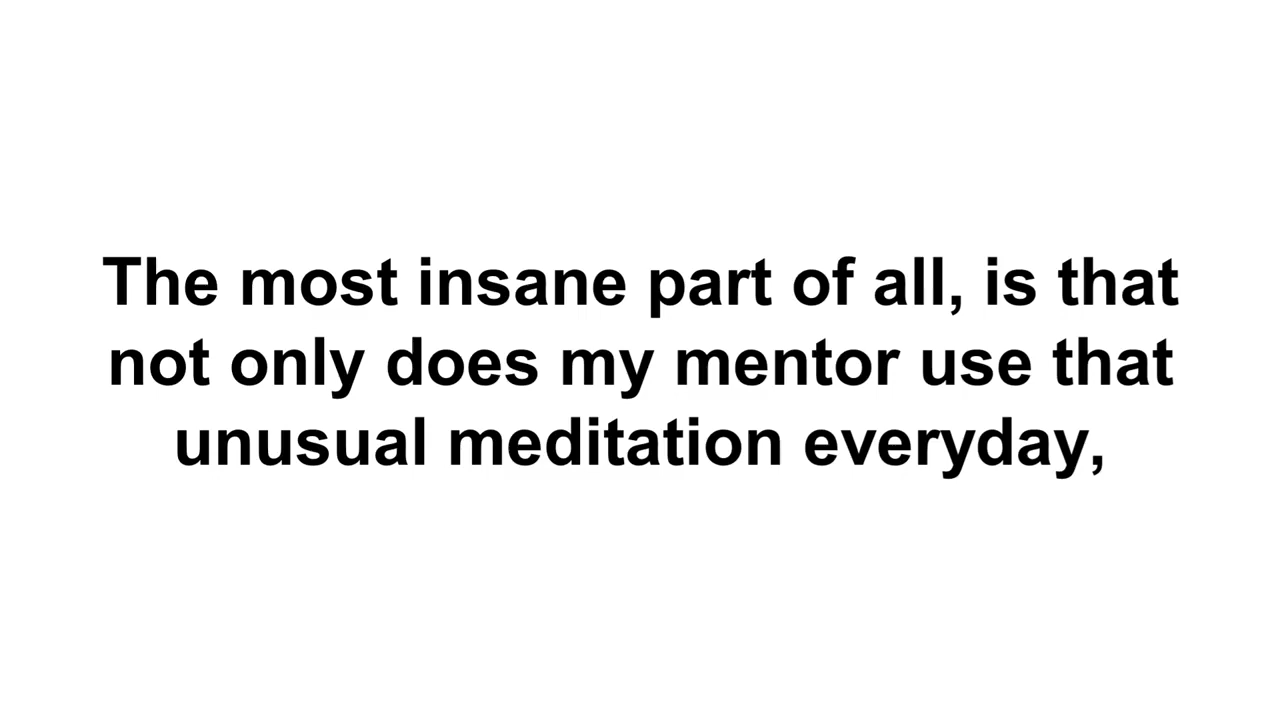 The most insane part of all, is that
not only does my mentor use that
unusual meditation everyday,